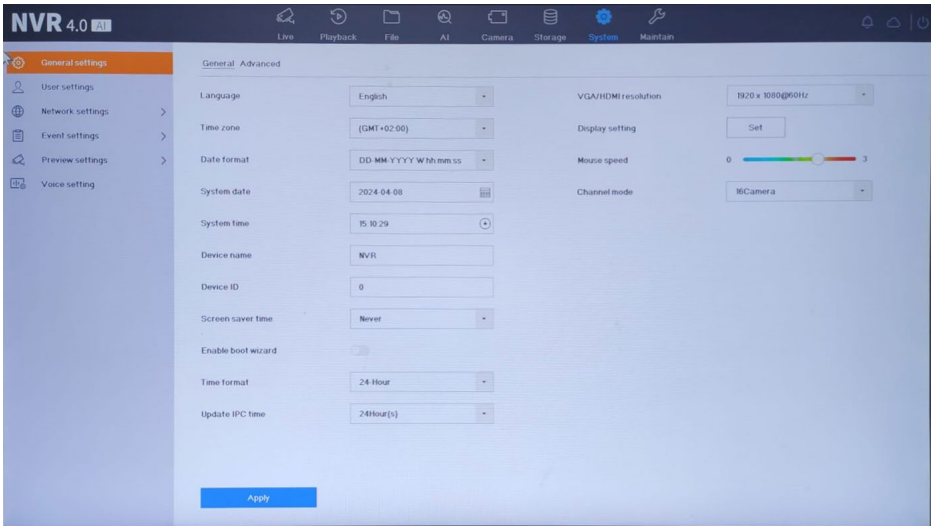 NVR 4.0 AI
Live Playback File AI Camera Storage System Maintain
General settings
User settings
Network settings
Event settings
Preview settings
Voice setting
General Advanced
Language English VGA/HDMI resolution 1920 x 1080@60Hz
Time zone (GMT+02:00) Display setting Set
Date format DD-MM-YYYY W hh:mm:ss Mouse speed 0 3
System date 2024-04-08 Channel mode 16Camera
System time 15:10:29
Device name NVR
Device ID 0
Screen saver time Never
Enable boot wizard
Time format 24-Hour
Update IPC time 24Hour(s)
Apply